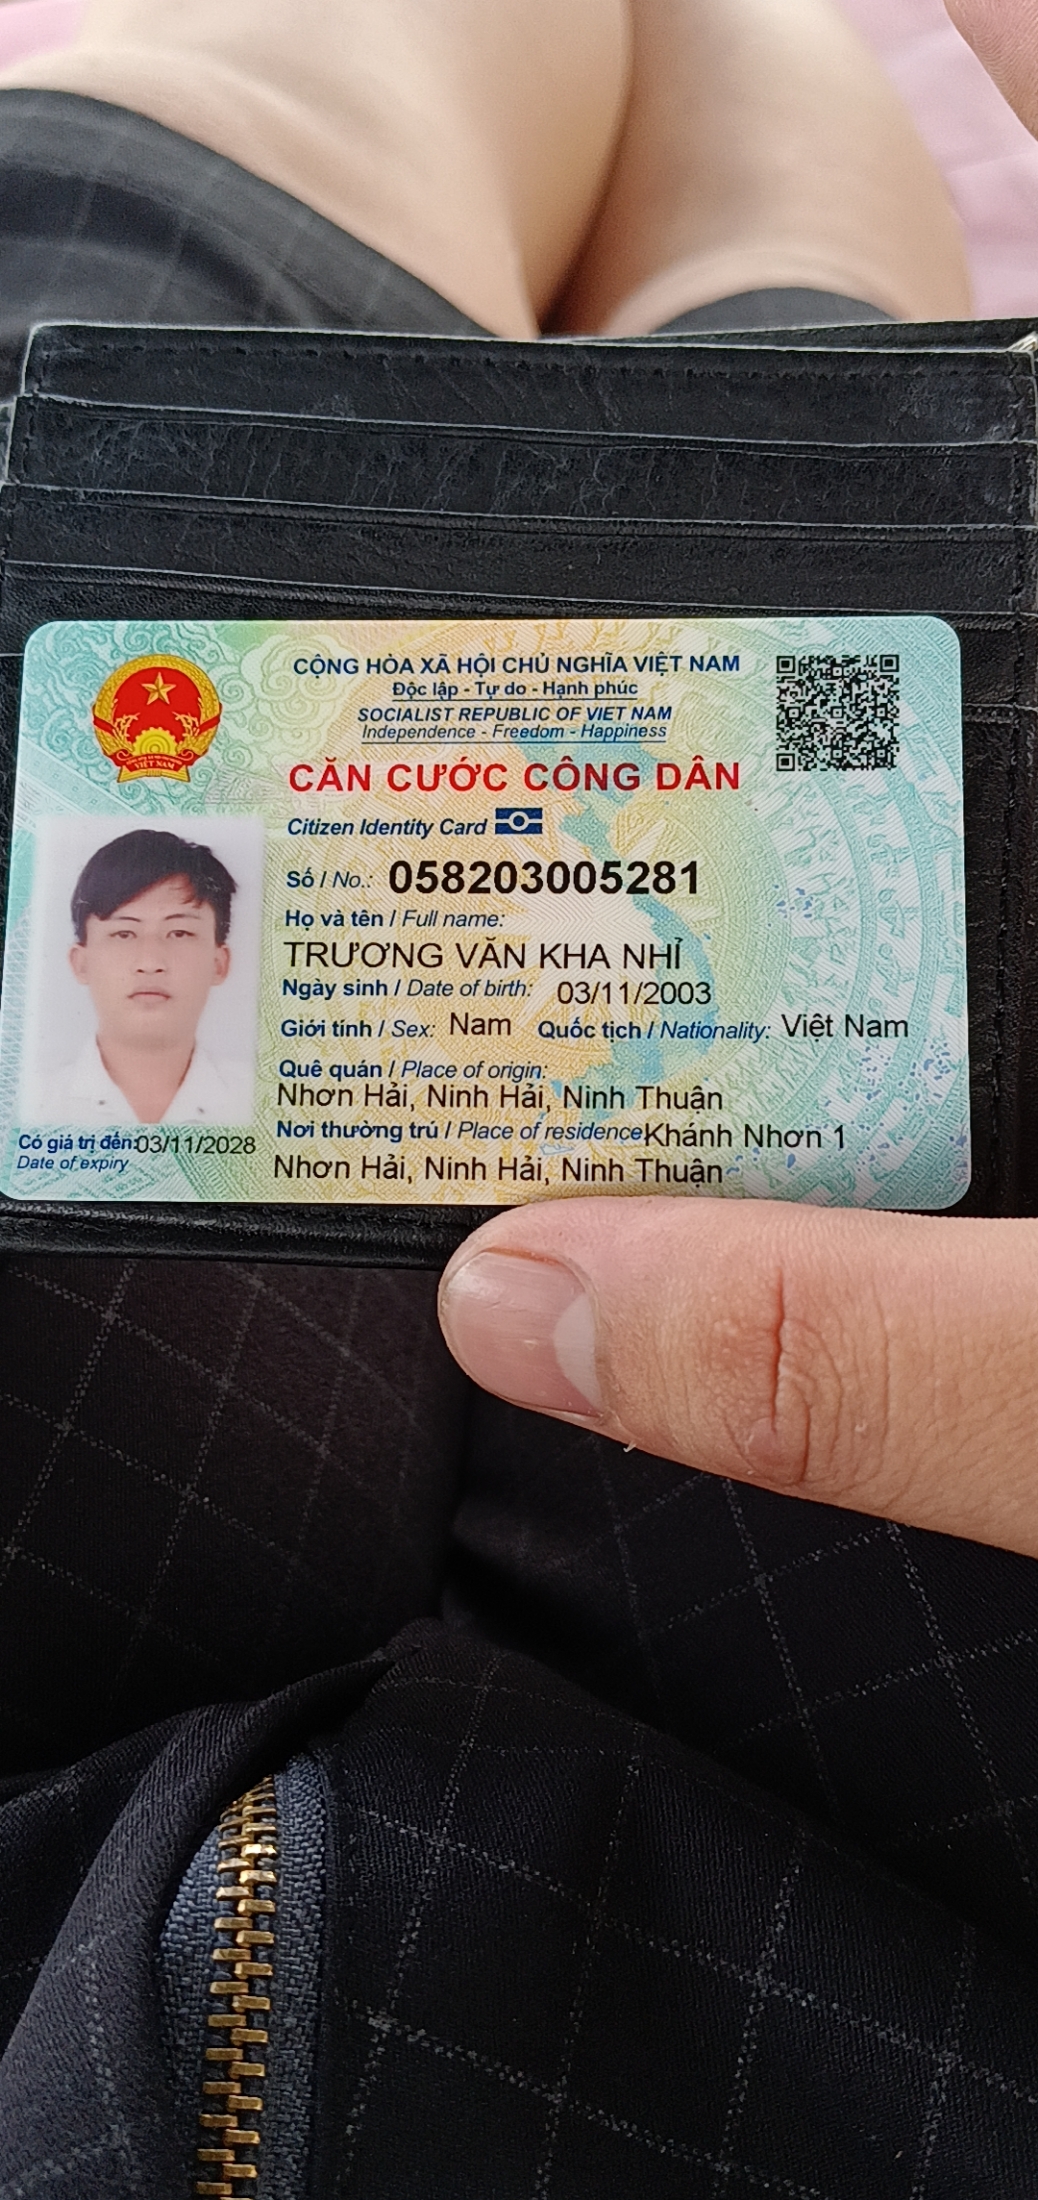 CỘNG HÒA XÃ HỘI CHỦ NGHĨA VIỆT NAM
Độc lập - Tự do - Hạnh phúc
SOCIALIST REPUBLIC OF VIET NAM
Independence - Freedom - Happiness
CĂN CƯỚC CÔNG DÂN
Citizen Identity Card
Số / No.: 058203005281
Họ và tên / Full name:
TRƯƠNG VĂN KHA NHỈ
Ngày sinh / Date of birth: 03/11/2003
Giới tính / Sex: Nam Quốc tịch / Nationality: Việt Nam
Quê quán / Place of origin:
Nhơn Hải, Ninh Hải, Ninh Thuận
Nơi thường trú / Place of residence: Khánh Nhơn 1
Nhơn Hải, Ninh Hải, Ninh Thuận
Có giá trị đến: 03/11/2028
Date of expiry